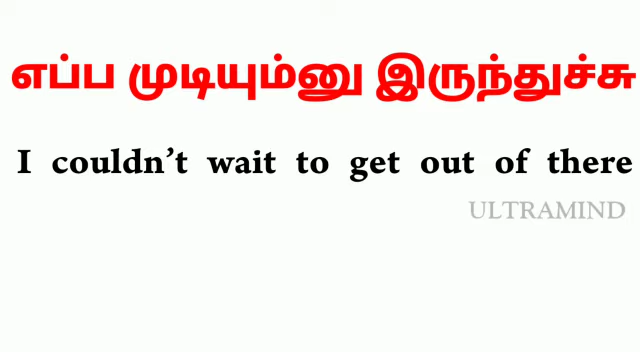 எப்ப முடியும்னு இருந்துச்சு
I couldn’t wait to get out of there
ULTRAMIND